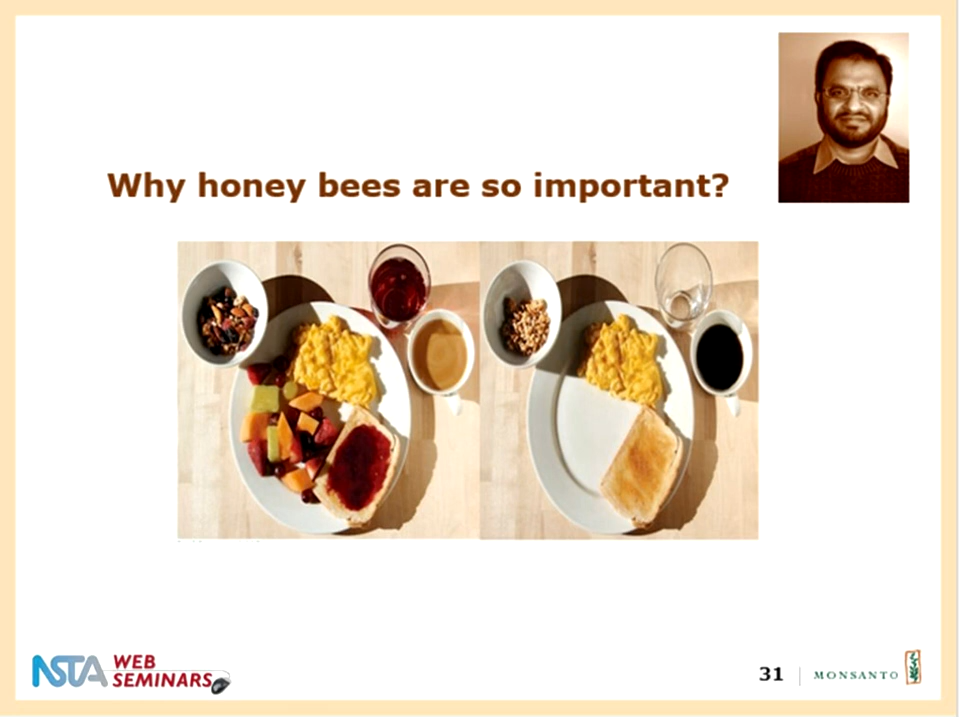 Why honey bees are so important?
NSTA WEB
SEMINARS
31
MONSANTO